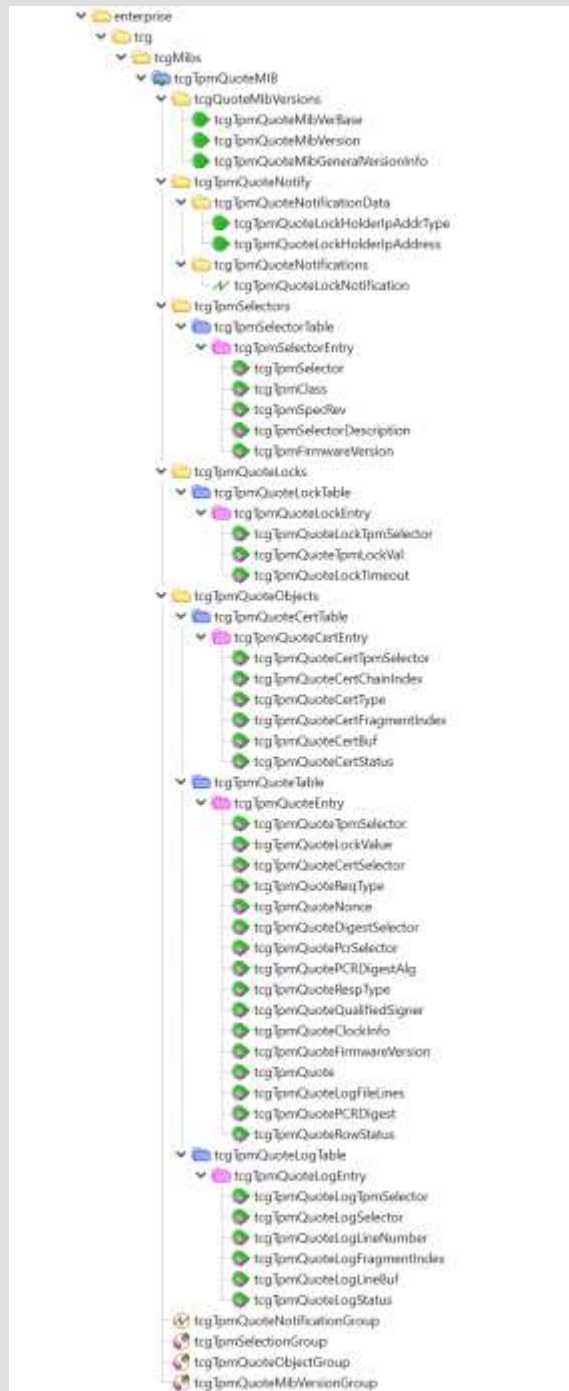 enterprise
tcg
tcgMibs
tcgTpmQuoteMIB
tcgQuoteMibVersions
tcgTpmQuoteMibVerBase
tcgTpmQuoteMibVersion
tcgTpmQuoteMibGeneralVersionInfo
tcgTpmQuoteNotify
tcgTpmQuoteNotificationData
tcgTpmQuoteLockHolderIpAddrType
tcgTpmQuoteLockHolderIpAddress
tcgTpmQuoteNotifications
tcgTpmQuoteLockNotification
tcgTpmSelectors
tcgTpmSelectorTable
tcgTpmSelectorEntry
tcgTpmSelector
tcgTpmClass
tcgTpmSpecRev
tcgTpmSelectorDescription
tcgTpmFirmwareVersion
tcgTpmQuoteLocks
tcgTpmQuoteLockTable
tcgTpmQuoteLockEntry
tcgTpmQuoteLockTpmSelector
tcgTpmQuoteTpmLockVal
tcgTpmQuoteLockTimeout
tcgTpmQuoteObjects
tcgTpmQuoteCertTable
tcgTpmQuoteCertEntry
tcgTpmQuoteCertTpmSelector
tcgTpmQuoteCertChainIndex
tcgTpmQuoteCertType
tcgTpmQuoteCertFragmentIndex
tcgTpmQuoteCertBuf
tcgTpmQuoteCertStatus
tcgTpmQuoteTable
tcgTpmQuoteEntry
tcgTpmQuoteTpmSelector
tcgTpmQuoteLockValue
tcgTpmQuoteCertSelector
tcgTpmQuoteReqType
tcgTpmQuoteNonce
tcgTpmQuoteDigestSelector
tcgTpmQuotePcrSelector
tcgTpmQuotePCRDigestAlg
tcgTpmQuoteRespType
tcgTpmQuoteQualifiedSigner
tcgTpmQuoteClockInfo
tcgTpmQuoteFirmwareVersion
tcgTpmQuote
tcgTpmQuoteLogFileLines
tcgTpmQuotePCRDigest
tcgTpmQuoteRowStatus
tcgTpmQuoteLogTable
tcgTpmQuoteLogEntry
tcgTpmQuoteLogTpmSelector
tcgTpmQuoteLogSelector
tcgTpmQuoteLogLineNumber
tcgTpmQuoteLogFragmentIndex
tcgTpmQuoteLogLineBuf
tcgTpmQuoteLogStatus
tcgTpmQuoteNotificationGroup
tcgTpmSelectionGroup
tcgTpmQuoteObjectGroup
tcgTpmQuoteMibVersionGroup